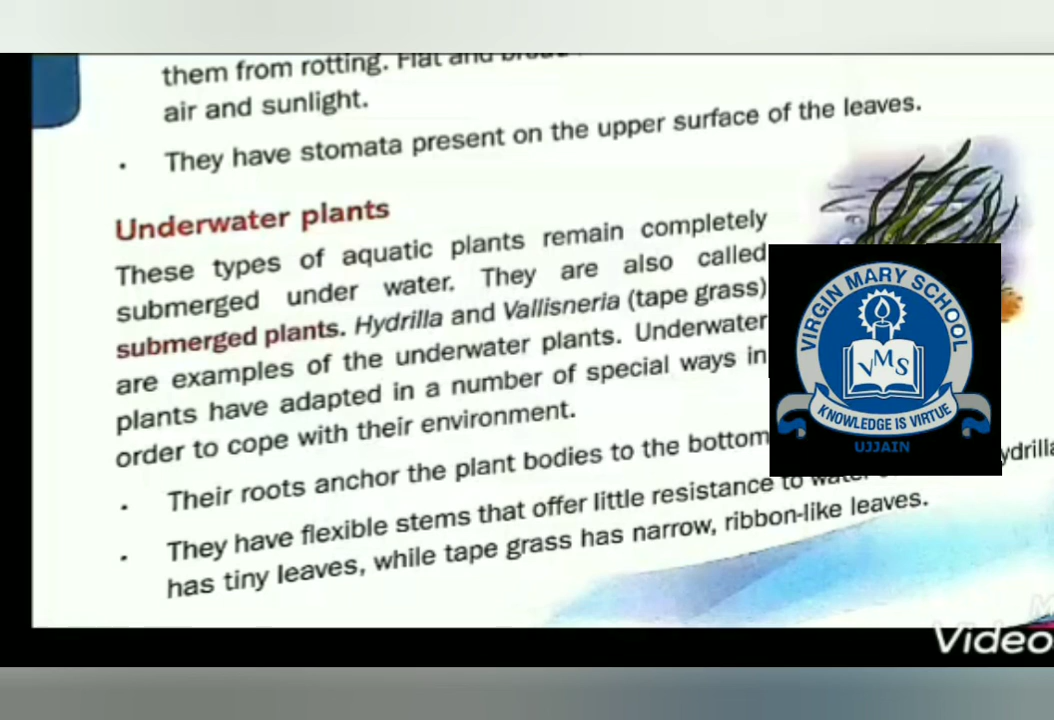 them from rotting. Flat and
air and sunlight.
• They have stomata present on the upper surface of the leaves.
Underwater plants
These types of aquatic plants remain completely
submerged under water. They are also called
submerged plants. Hydrilla and Vallisneria (tape grass)
are examples of the underwater plants. Underwater
plants have adapted in a number of special ways in
order to cope with their environment.
• Their roots anchor the plant bodies to the bottom
• They have flexible stems that offer little resistance to water
has tiny leaves, while tape grass has narrow, ribbon-like leaves.
VIRGIN MARY SCHOOL
VMS
KNOWLEDGE IS VIRTUE
UJJAIN
Video